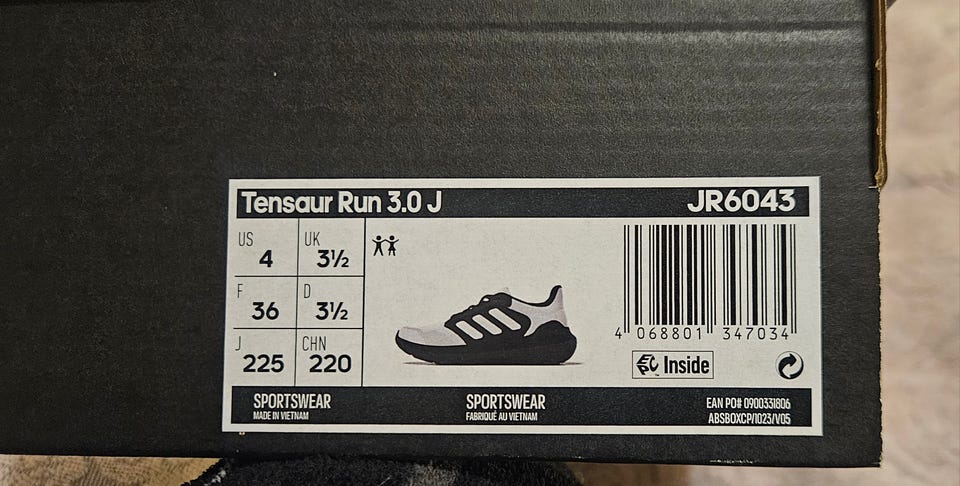 Tensaur Run 3.0 J JR6043
US 4 UK 3½
F 36 D 3½
J 225 CHN 220
4 068801 347034
EPC Inside
SPORTSWEAR SPORTSWEAR EAN PO# 0900331806
MADE IN VIETNAM FABRIQUÉ AU VIETNAM ABSBOXCP/1023/V05